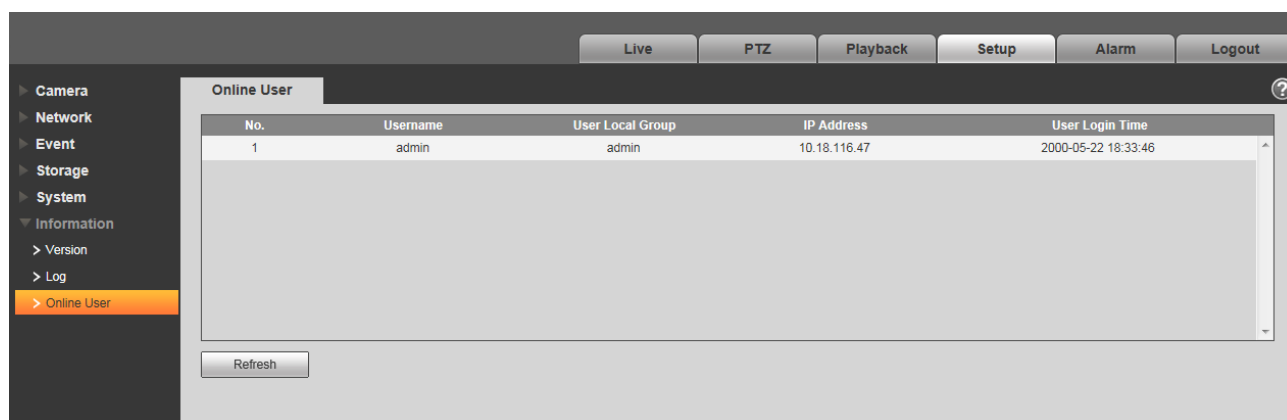 Live PTZ Playback Setup Alarm Logout
Camera
Network
Event
Storage
System
Information
> Version
> Log
> Online User
Online User
?
No. Username User Local Group IP Address User Login Time
1 admin admin 10.18.116.47 2000-05-22 18:33:46
Refresh